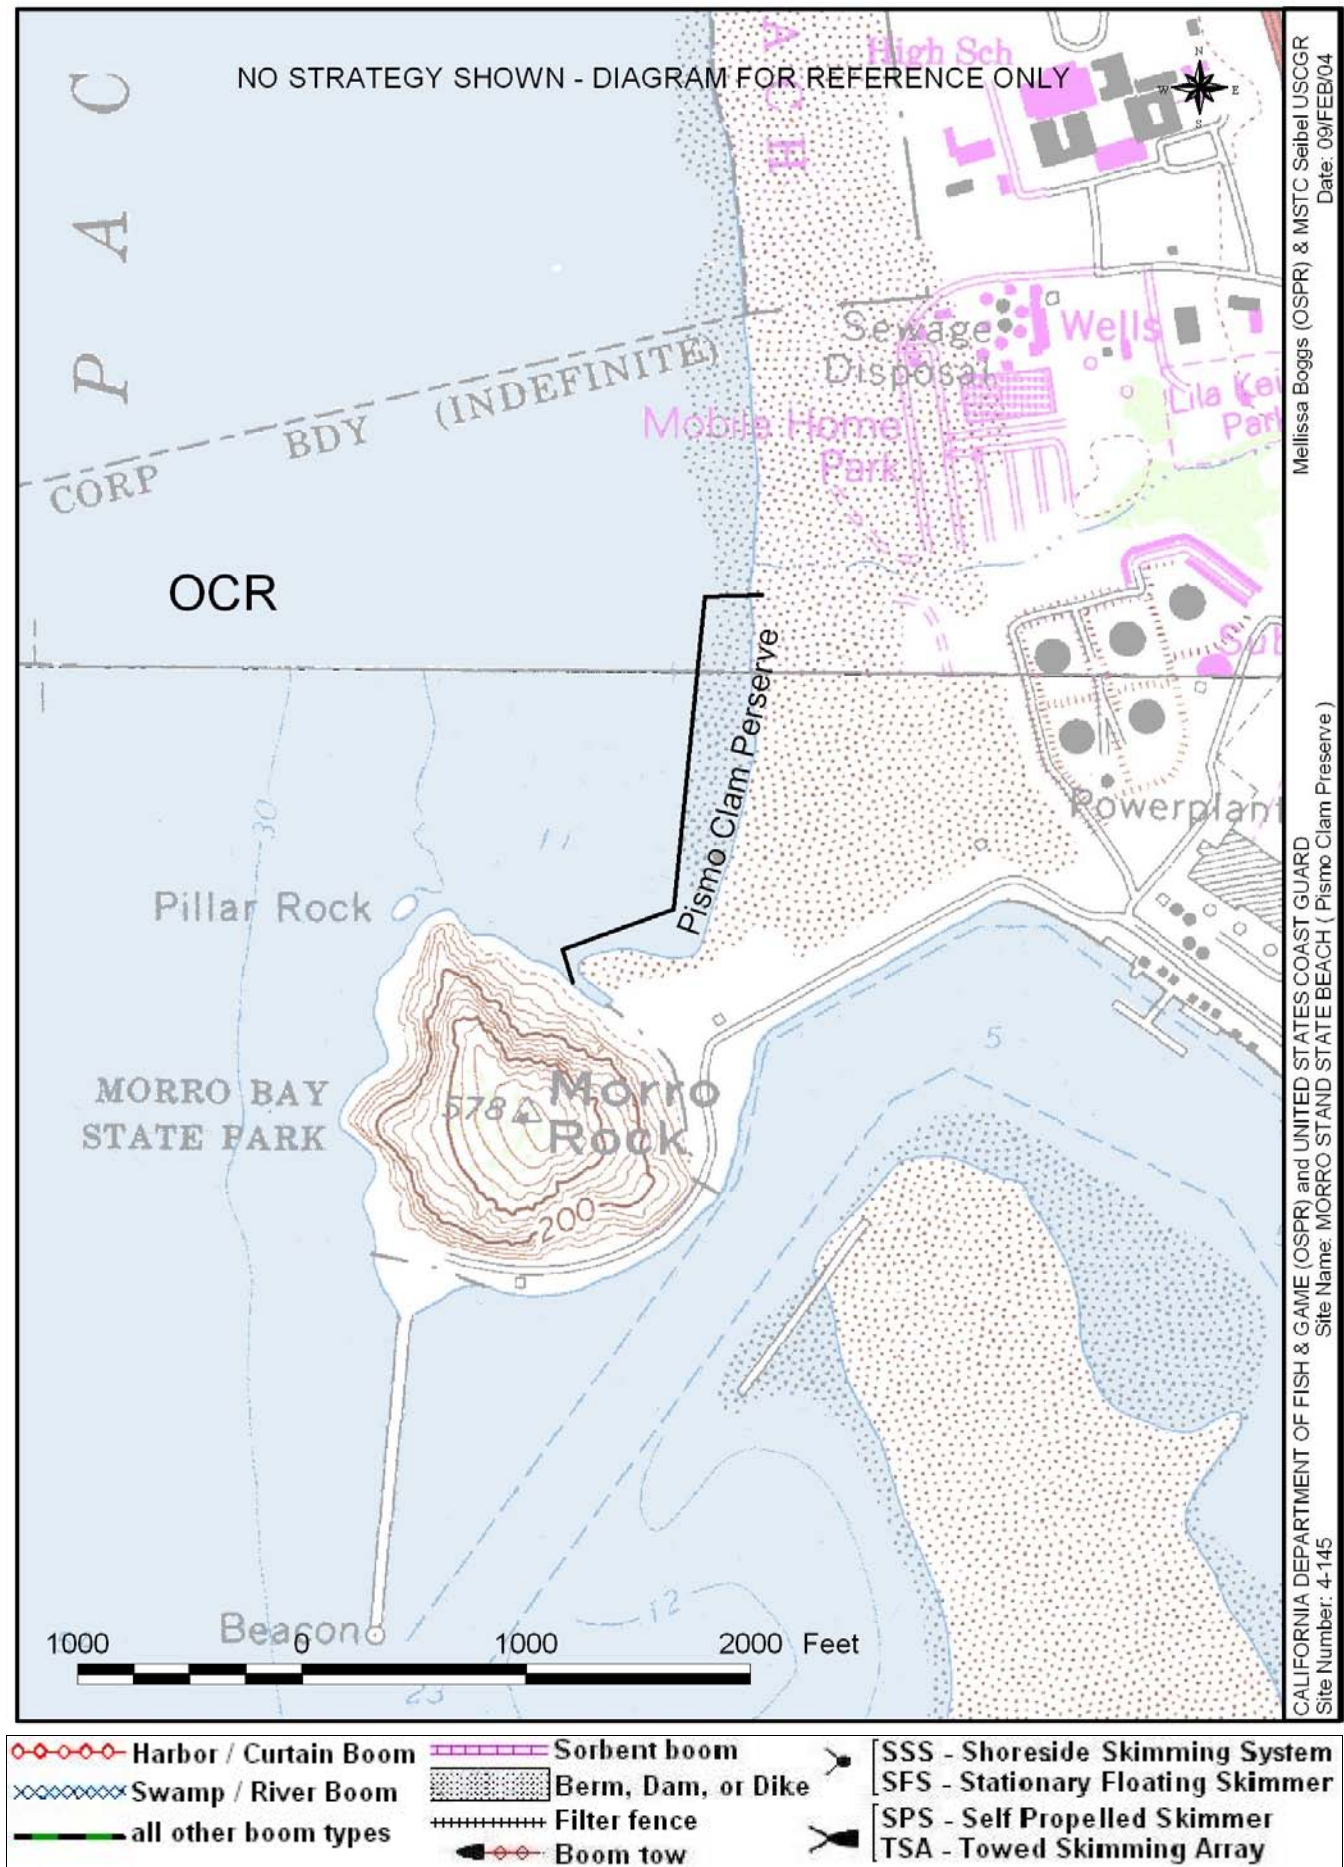 NO STRATEGY SHOWN - DIAGRAM FOR REFERENCE ONLY
P A C
A C H
High Sch
N
W E
S
Sewage
Disposal
Wells
CORP BDY (INDEFINITE)
Mobile Home
Park
Lila Kei
Park
OCR
Pismo Clam Perserve
Sub
30
11
Powerplant
Pillar Rock
5
MORRO BAY
STATE PARK
578
Morro
Rock
200
Beacon
12
23
1000 0 1000 2000 Feet
Mellissa Boggs (OSPR) & MSTC Seibel USCGR
Date: 09/FEB/04
CALIFORNIA DEPARTMENT OF FISH & GAME (OSPR) and UNITED STATES COAST GUARD
Site Number: 4-145 Site Name: MORRO STAND STATE BEACH ( Pismo Clam Preserve )
Harbor / Curtain Boom
Swamp / River Boom
all other boom types
Sorbent boom
Berm, Dam, or Dike
Filter fence
Boom tow
SSS - Shoreside Skimming System
SFS - Stationary Floating Skimmer
SPS - Self Propelled Skimmer
TSA - Towed Skimming Array